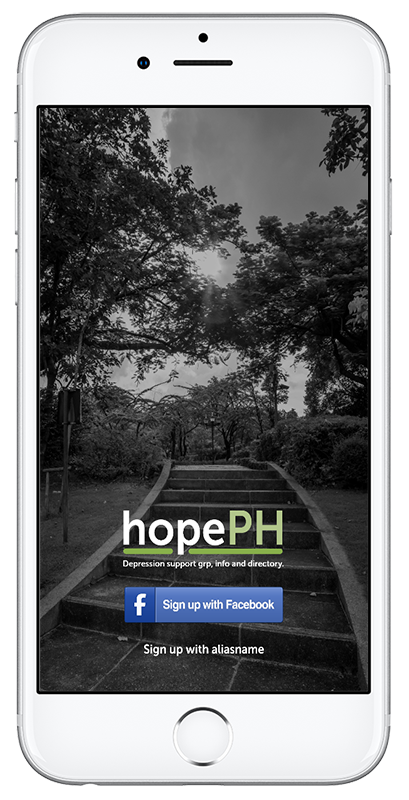 hopePH
Depression support grp, info and directory.
f Sign up with Facebook
Sign up with aliasname